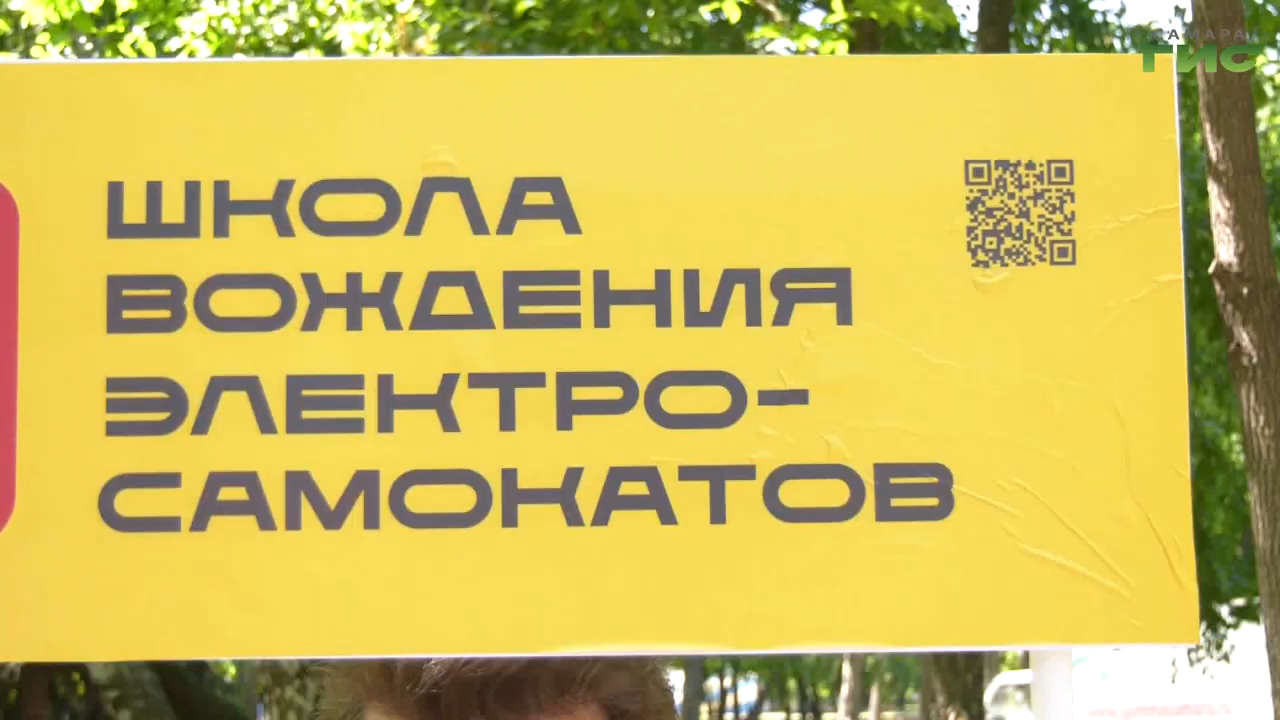 САМАРА
ГИС
ШКОЛА
ВОЖДЕНИЯ
ЭЛЕКТРО-
САМОКАТОВ